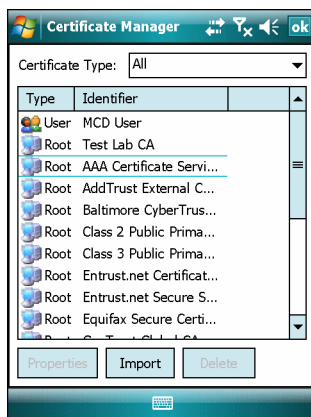 Certificate Manager ok
Certificate Type: All
Type Identifier
User MCD User
Root Test Lab CA
Root AAA Certificate Servi...
Root AddTrust External C...
Root Baltimore CyberTrus...
Root Class 2 Public Prima...
Root Class 3 Public Prima...
Root Entrust.net Certificat...
Root Entrust.net Secure S...
Root Equifax Secure Certi...
Root
Properties Import Delete